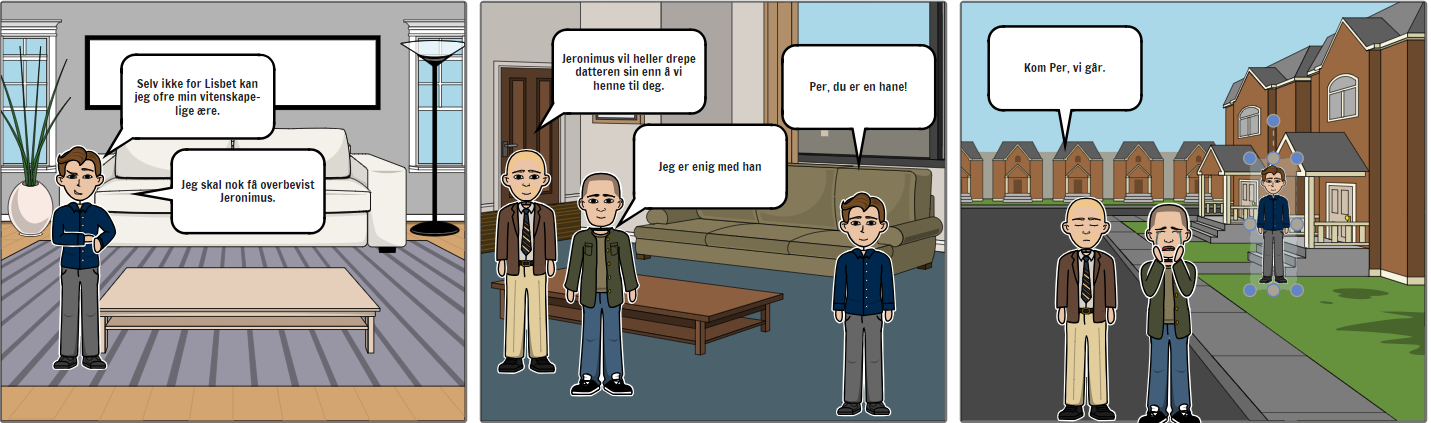 Selv ikke for Lisbet kan
jeg ofre min vitenskape-
lige ære.
Jeg skal nok få overbevist
Jeronimus.
Jeronimus vil heller drepe
datteren sin enn å vi
henne til deg.
Jeg er enig med han
Per, du er en hane!
Kom Per, vi går.